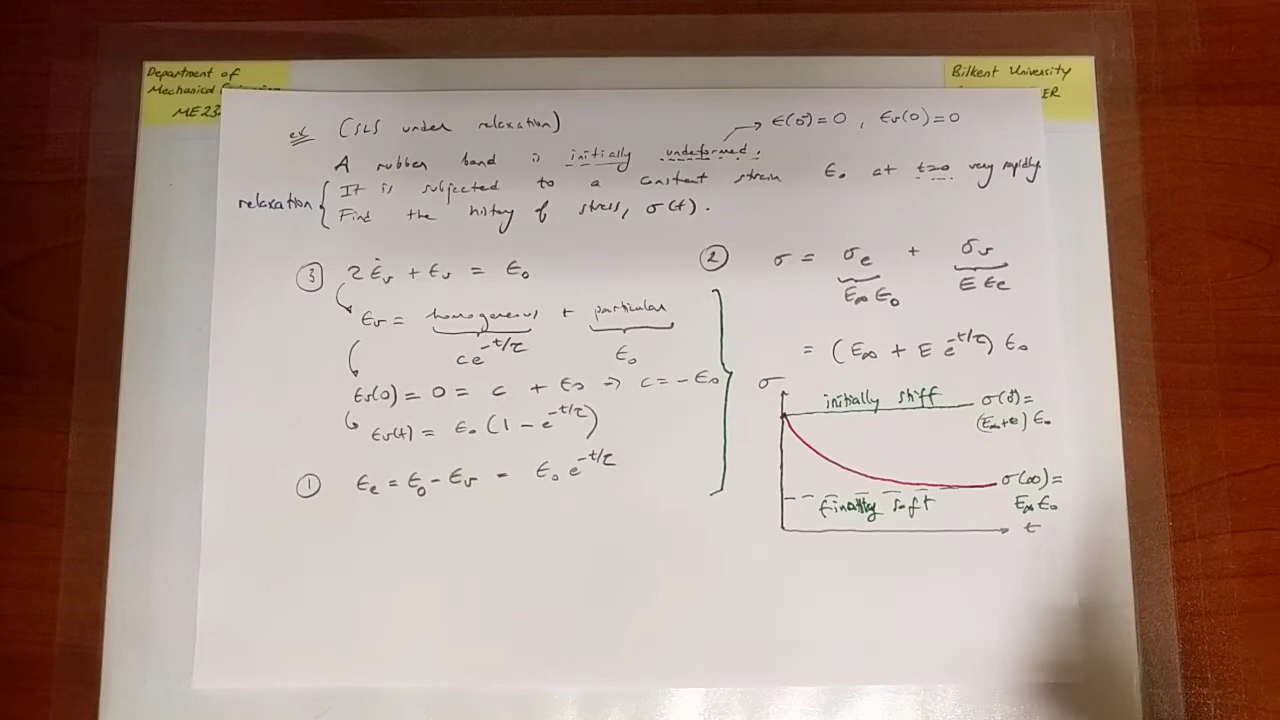 Department of
Mechanical
ME23
Bilkent University
ER
ex (SLS under relaxation)
→ ϵ(0⁻)=0 , ϵv(0)=0
A rubber band is initially undeformed.
relaxation { It is subjected to a constant strain ϵ₀ at t=0 very rapidly
Find the history of stress, σ(t).
③ τ ϵ̇v + ϵv = ϵ₀
ϵv = homogeneous + particular
ce^(-t/τ) ϵ₀
ϵv(0) = 0 = c + ϵ₀ → c = -ϵ₀
ϵv(t) = ϵ₀ (1 - e^(-t/τ))
① ϵe = ϵ₀ - ϵv = ϵ₀ e^(-t/τ)
② σ = σe + σv
E∞ ϵ₀ E ϵe
= (E∞ + E e^(-t/τ)) ϵ₀
σ
initially stiff
σ(0⁺) =
(E∞+E) ϵ₀
σ(∞) =
E∞ ϵ₀
finally soft
t